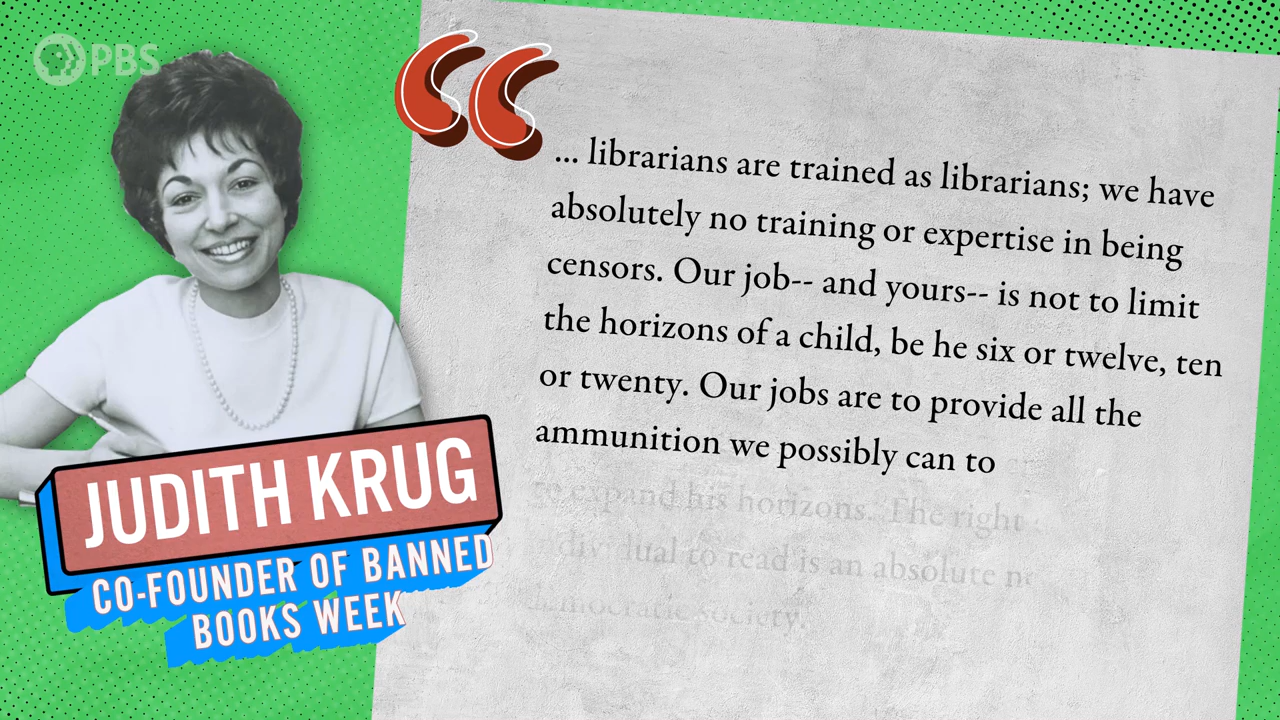 PBS
... librarians are trained as librarians; we have
absolutely no training or expertise in being
censors. Our job-- and yours-- is not to limit
the horizons of a child, be he six or twelve, ten
or twenty. Our jobs are to provide all the
ammunition we possibly can to
expand his horizons. The right
to read is an absolute
democratic society
JUDITH KRUG
CO-FOUNDER OF BANNED
BOOKS WEEK